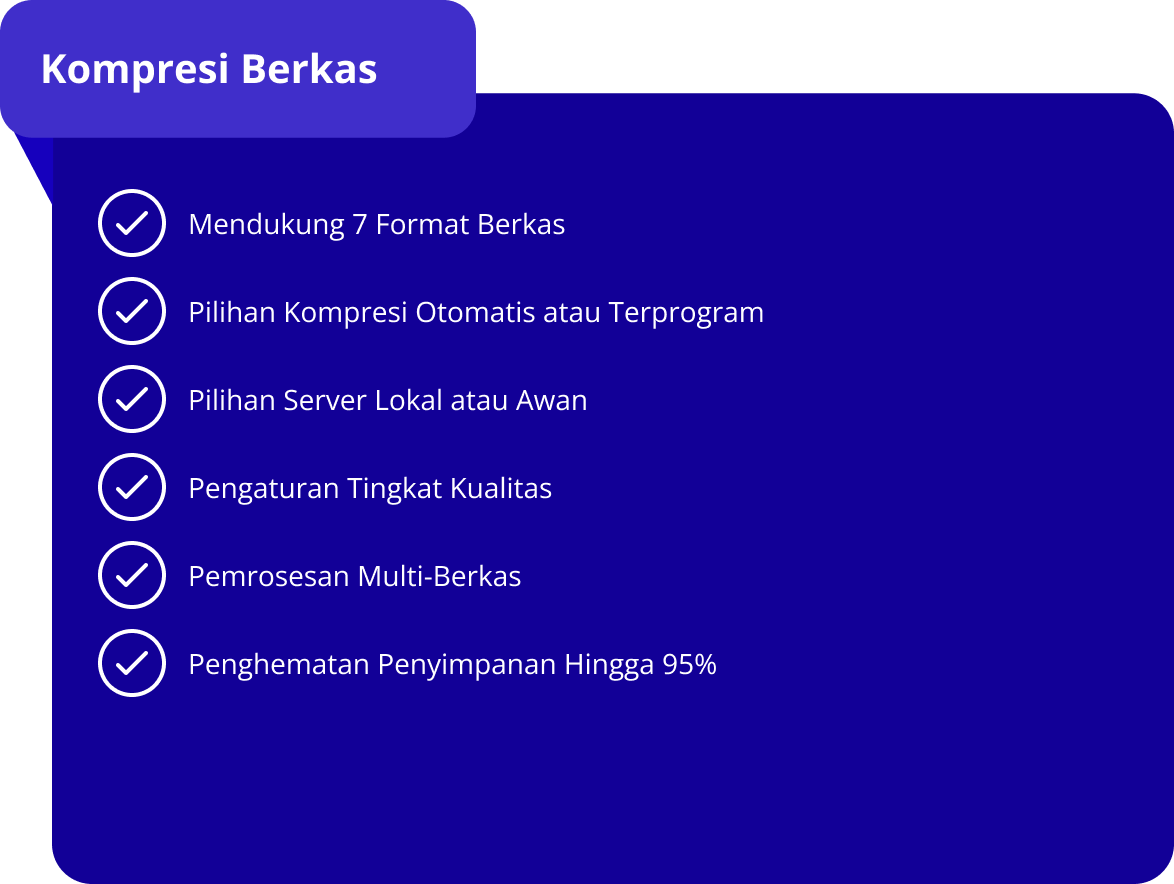 Kompresi Berkas
Mendukung 7 Format Berkas
Pilihan Kompresi Otomatis atau Terprogram
Pilihan Server Lokal atau Awan
Pengaturan Tingkat Kualitas
Pemrosesan Multi-Berkas
Penghematan Penyimpanan Hingga 95%